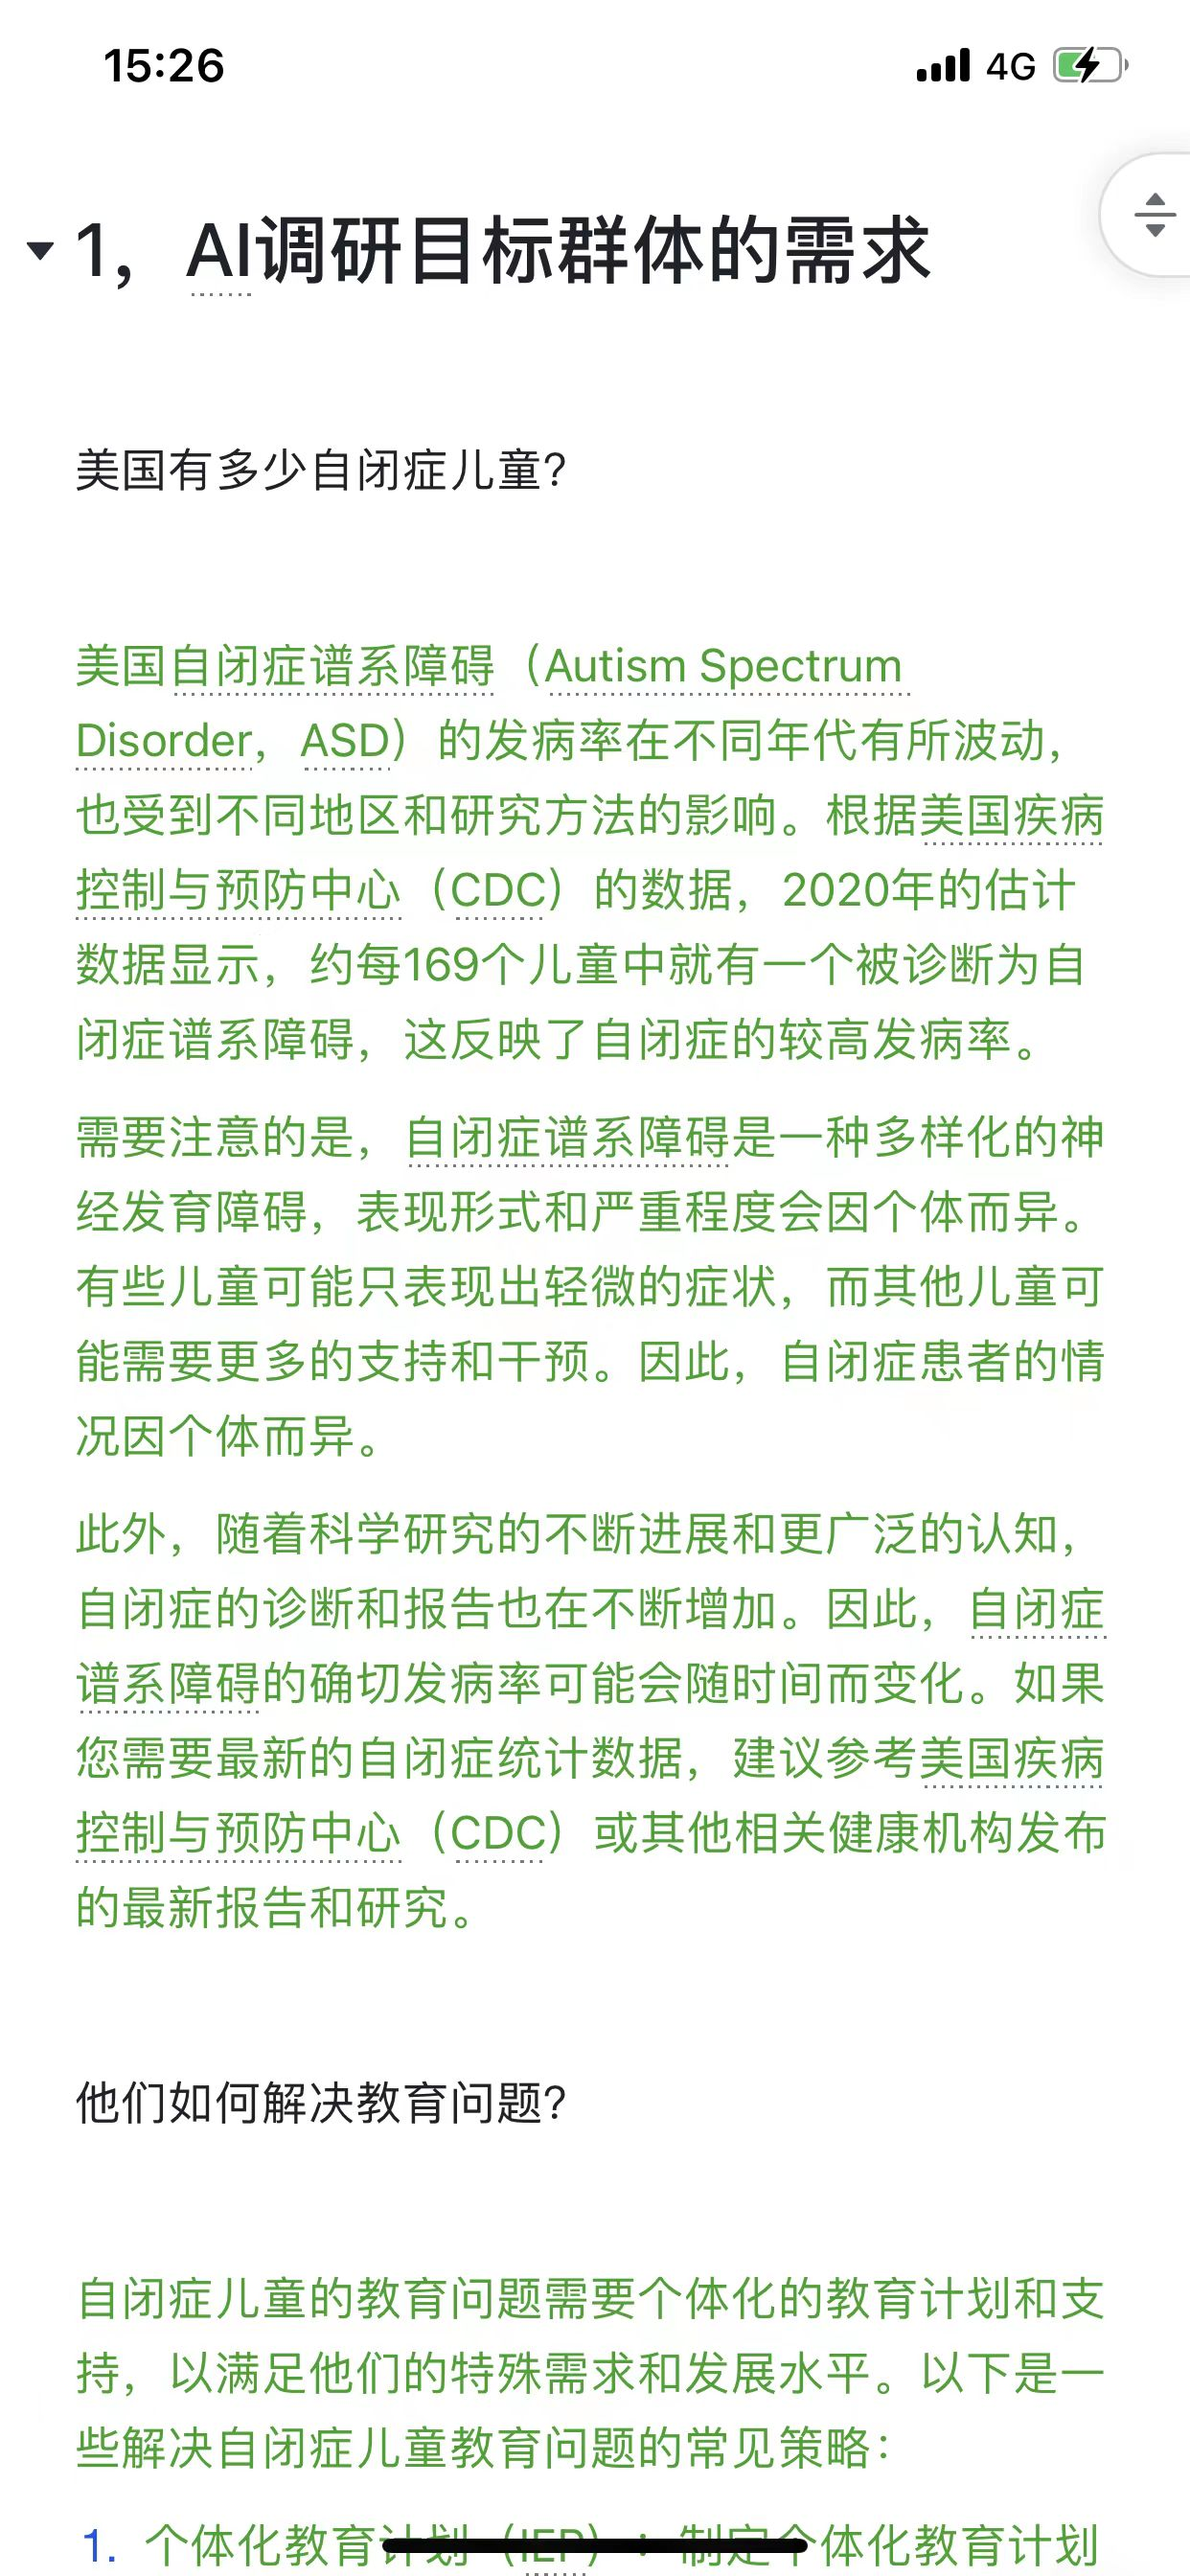 15:26
4G
1，AI调研目标群体的需求
美国有多少自闭症儿童?
美国自闭症谱系障碍（Autism Spectrum
Disorder，ASD）的发病率在不同年代有所波动，
也受到不同地区和研究方法的影响。根据美国疾病
控制与预防中心（CDC）的数据，2020年的估计
数据显示，约每169个儿童中就有一个被诊断为自
闭症谱系障碍，这反映了自闭症的较高发病率。
需要注意的是，自闭症谱系障碍是一种多样化的神
经发育障碍，表现形式和严重程度会因个体而异。
有些儿童可能只表现出轻微的症状，而其他儿童可
能需要更多的支持和干预。因此，自闭症患者的情
况因个体而异。
此外，随着科学研究的不断进展和更广泛的认知，
自闭症的诊断和报告也在不断增加。因此，自闭症
谱系障碍的确切发病率可能会随时间而变化。如果
您需要最新的自闭症统计数据，建议参考美国疾病
控制与预防中心（CDC）或其他相关健康机构发布
的最新报告和研究。
他们如何解决教育问题?
自闭症儿童的教育问题需要个体化的教育计划和支
持，以满足他们的特殊需求和发展水平。以下是一
些解决自闭症儿童教育问题的常见策略：
1. 个体化教育计划（IEP）：制定个体化教育计划